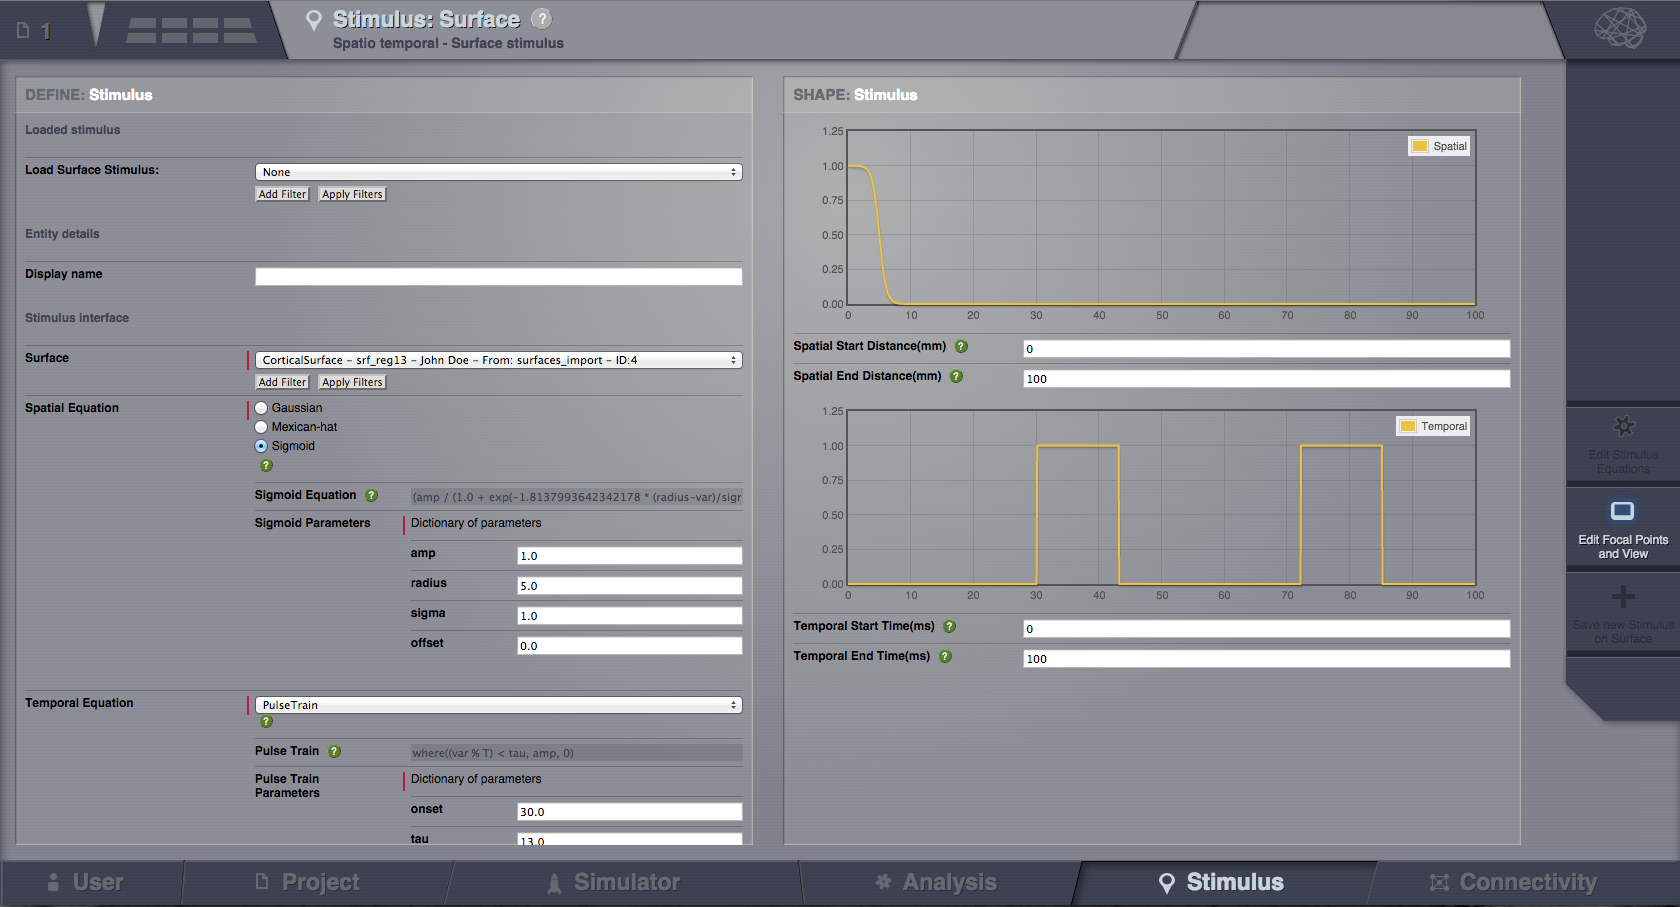 1
Stimulus: Surface ?
Spatio temporal - Surface stimulus
DEFINE: Stimulus
Loaded stimulus
Load Surface Stimulus:
None
Add Filter
Apply Filters
Entity details
Display name
Stimulus interface
Surface
CorticalSurface - srf_reg13 - John Doe - From: surfaces_import - ID:4
Add Filter
Apply Filters
Spatial Equation
Gaussian
Mexican-hat
Sigmoid
?
Sigmoid Equation ?
(amp / (1.0 + exp(-1.8137993642342178 * (radius-var)/sigr
Sigmoid Parameters
Dictionary of parameters
amp
1.0
radius
5.0
sigma
1.0
offset
0.0
Temporal Equation
PulseTrain
?
Pulse Train ?
where((var % T) < tau, amp, 0)
Pulse Train
Parameters
Dictionary of parameters
onset
30.0
tau
13.0
SHAPE: Stimulus
1.25
1.00
0.75
0.50
0.25
0.00
Spatial
0 10 20 30 40 50 60 70 80 90 100
Spatial Start Distance(mm) ?
0
Spatial End Distance(mm) ?
100
1.25
1.00
0.75
0.50
0.25
0.00
Temporal
0 10 20 30 40 50 60 70 80 90 100
Temporal Start Time(ms) ?
0
Temporal End Time(ms) ?
100
Edit Stimulus
Equations
Edit Focal Points
and View
Save new Stimulus
on Surface
User
Project
Simulator
Analysis
Stimulus
Connectivity